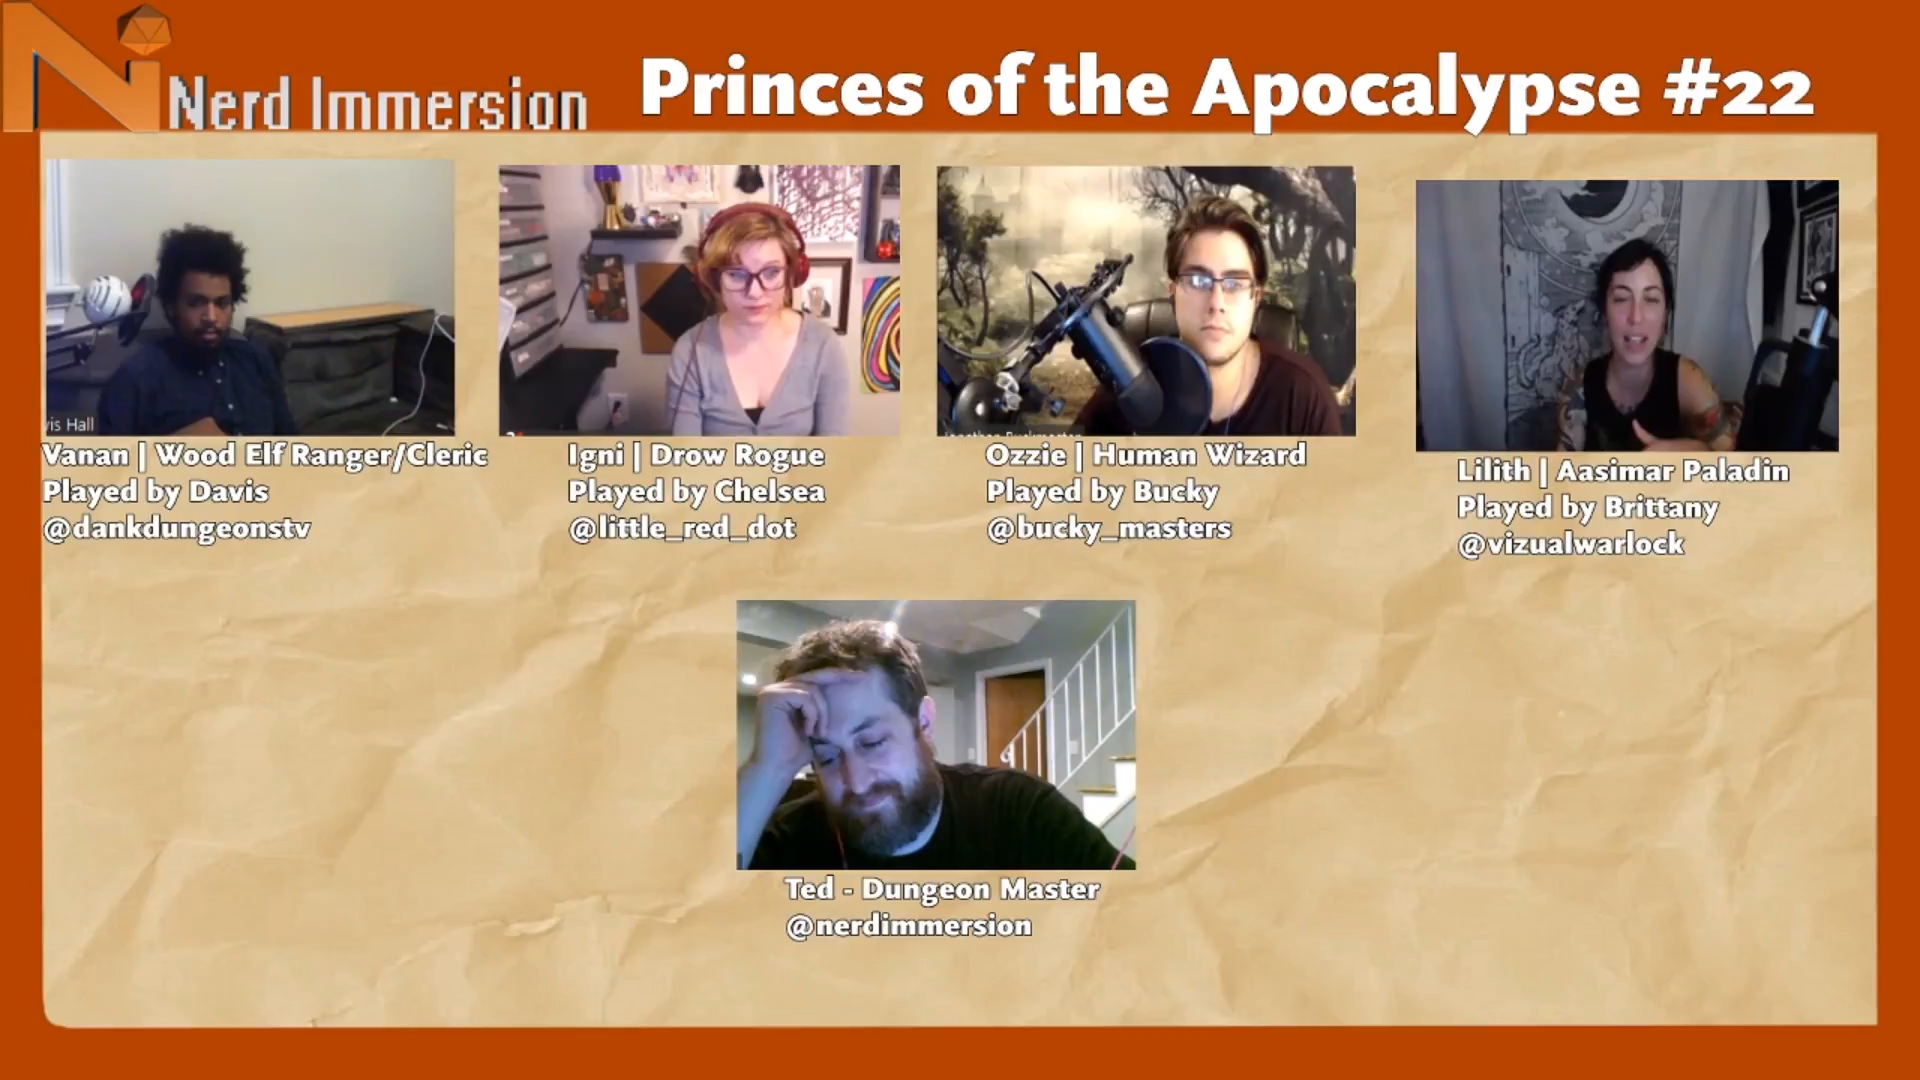 Nerd Immersion
Princes of the Apocalypse #22
vis Hall
Vanan | Wood Elf Ranger/Cleric
Played by Davis
@dankdungeonstv
Igni | Drow Rogue
Played by Chelsea
@little_red_dot
Ozzie | Human Wizard
Played by Bucky
@bucky_masters
Lilith | Aasimar Paladin
Played by Brittany
@vizualwarlock
Ted - Dungeon Master
@nerdimmersion